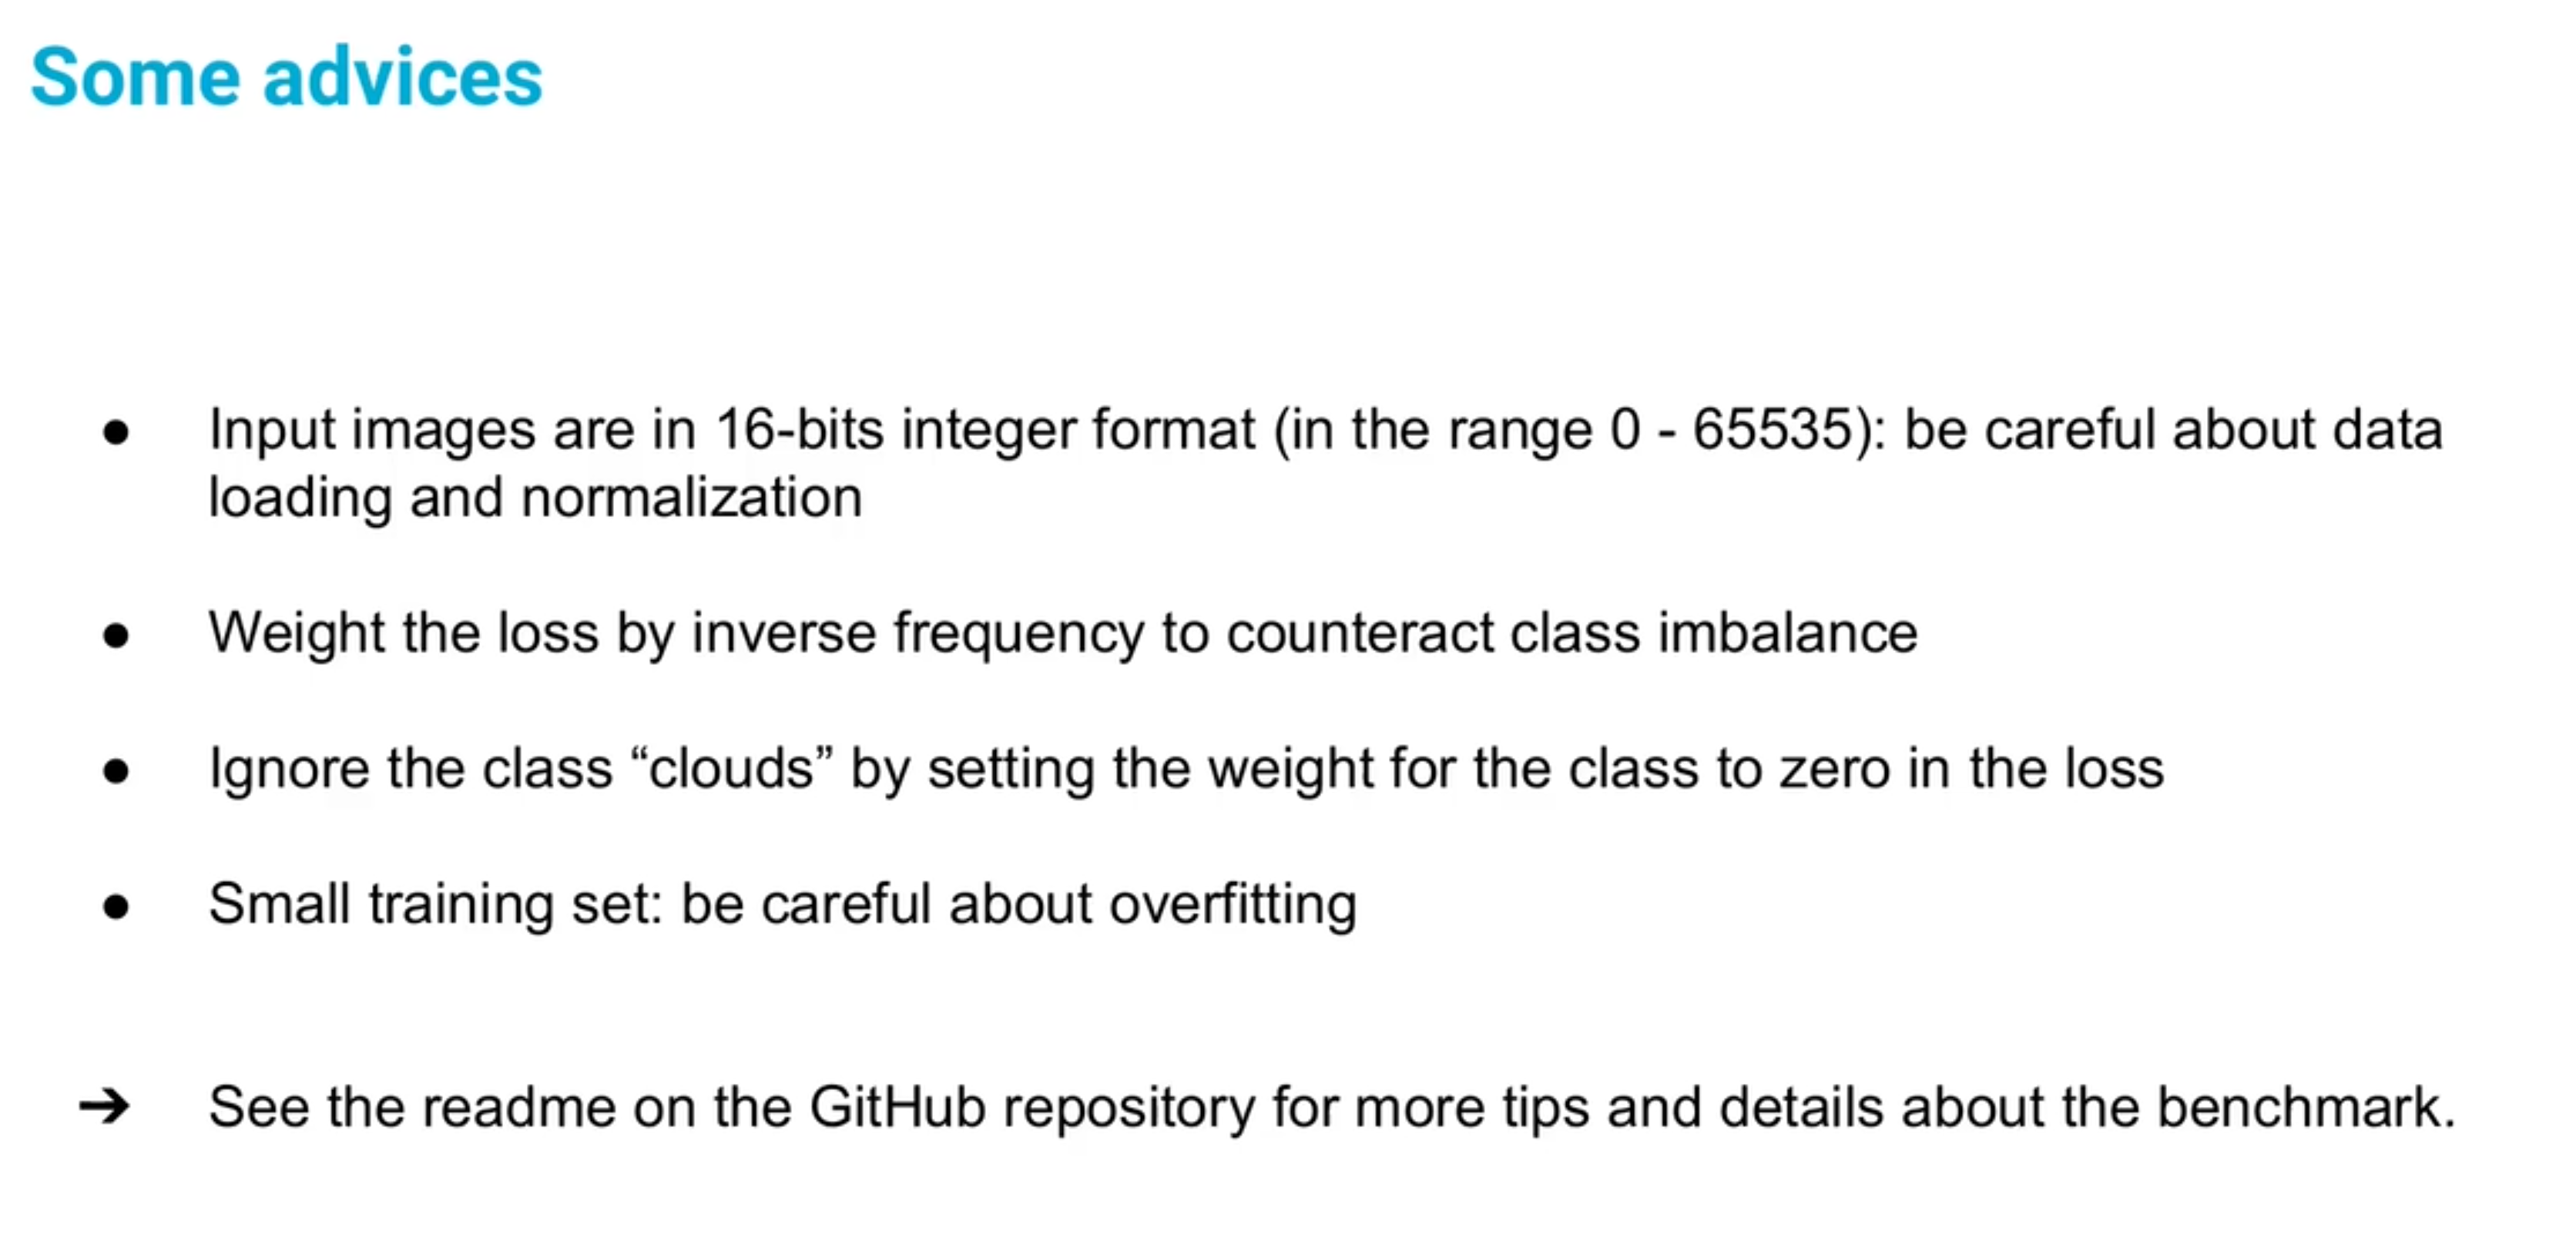 Some advices
● Input images are in 16-bits integer format (in the range 0 - 65535): be careful about data
loading and normalization
● Weight the loss by inverse frequency to counteract class imbalance
● Ignore the class “clouds” by setting the weight for the class to zero in the loss
● Small training set: be careful about overfitting
➔ See the readme on the GitHub repository for more tips and details about the benchmark.